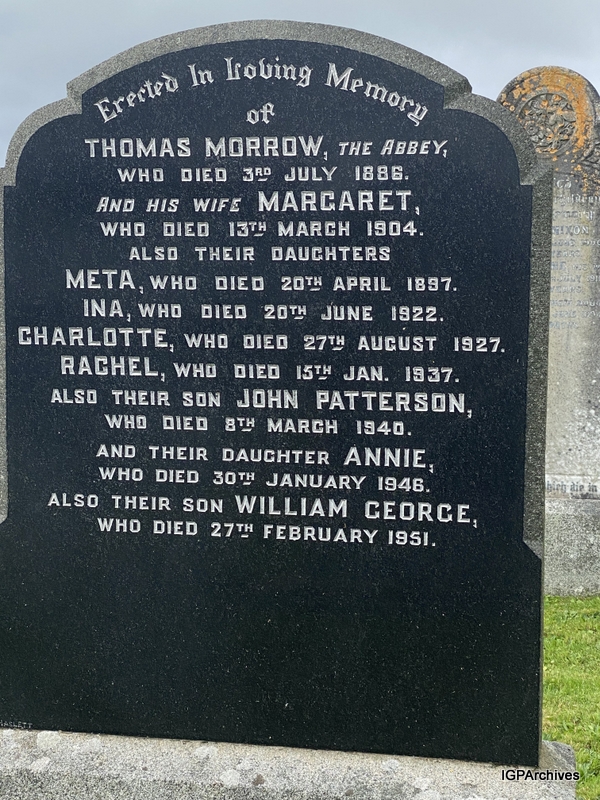 Erected In Loving Memory
of
THOMAS MORROW, THE ABBEY,
WHO DIED 3RD JULY 1886.
AND HIS WIFE MARGARET,
WHO DIED 13TH MARCH 1904.
ALSO THEIR DAUGHTERS
META, WHO DIED 20TH APRIL 1897.
INA, WHO DIED 20TH JUNE 1922.
CHARLOTTE, WHO DIED 27TH AUGUST 1927.
RACHEL, WHO DIED 15TH JAN. 1937.
ALSO THEIR SON JOHN PATTERSON,
WHO DIED 8TH MARCH 1940.
AND THEIR DAUGHTER ANNIE,
WHO DIED 30TH JANUARY 1946.
ALSO THEIR SON WILLIAM GEORGE,
WHO DIED 27TH FEBRUARY 1951.
HASLETT
die in
IGPArchives